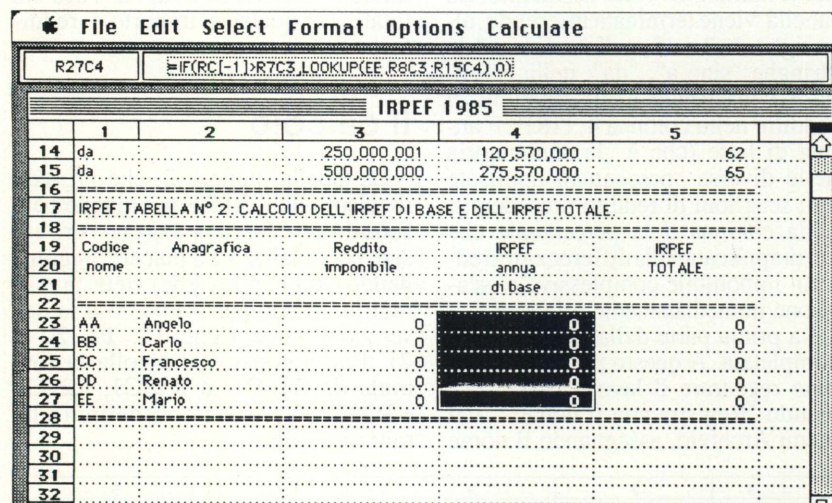 File Edit Select Format Options Calculate
R27C4 =IF(RC[-1]>R7C3,LOOKUP(EE,R8C3:R15C4),0)
IRPEF 1985
1 2 3 4 5
14 da 250,000,001 120,570,000 62
15 da 500,000,000 275,570,000 65
16 ====================
17 IRPEF TABELLA N° 2: CALCOLO DELL'IRPEF DI BASE E DELL'IRPEF TOTALE.
18 ====================
19 Codice Anagrafica Reddito IRPEF IRPEF
20 nome imponibile annua TOTALE
21 di base
22 ====================
23 AA Angelo 0 0 0
24 BB Carlo 0 0 0
25 CC Francesco 0 0 0
26 DD Renato 0 0 0
27 EE Mario 0 0 0
28 ====================
29
30
31
32